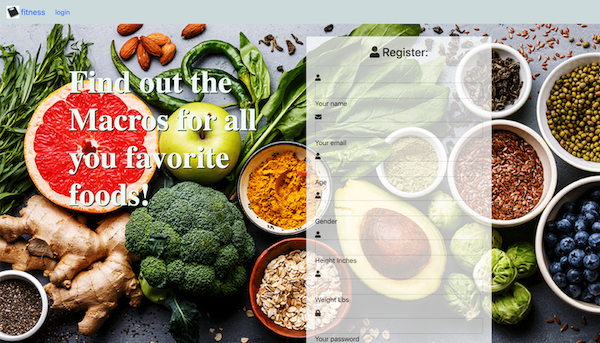 fitness login
Find out the
Macros for all
you favorite
foods!
Register:
Your name
Your email
Age
Gender
Height Inches
Weight Lbs
Your password